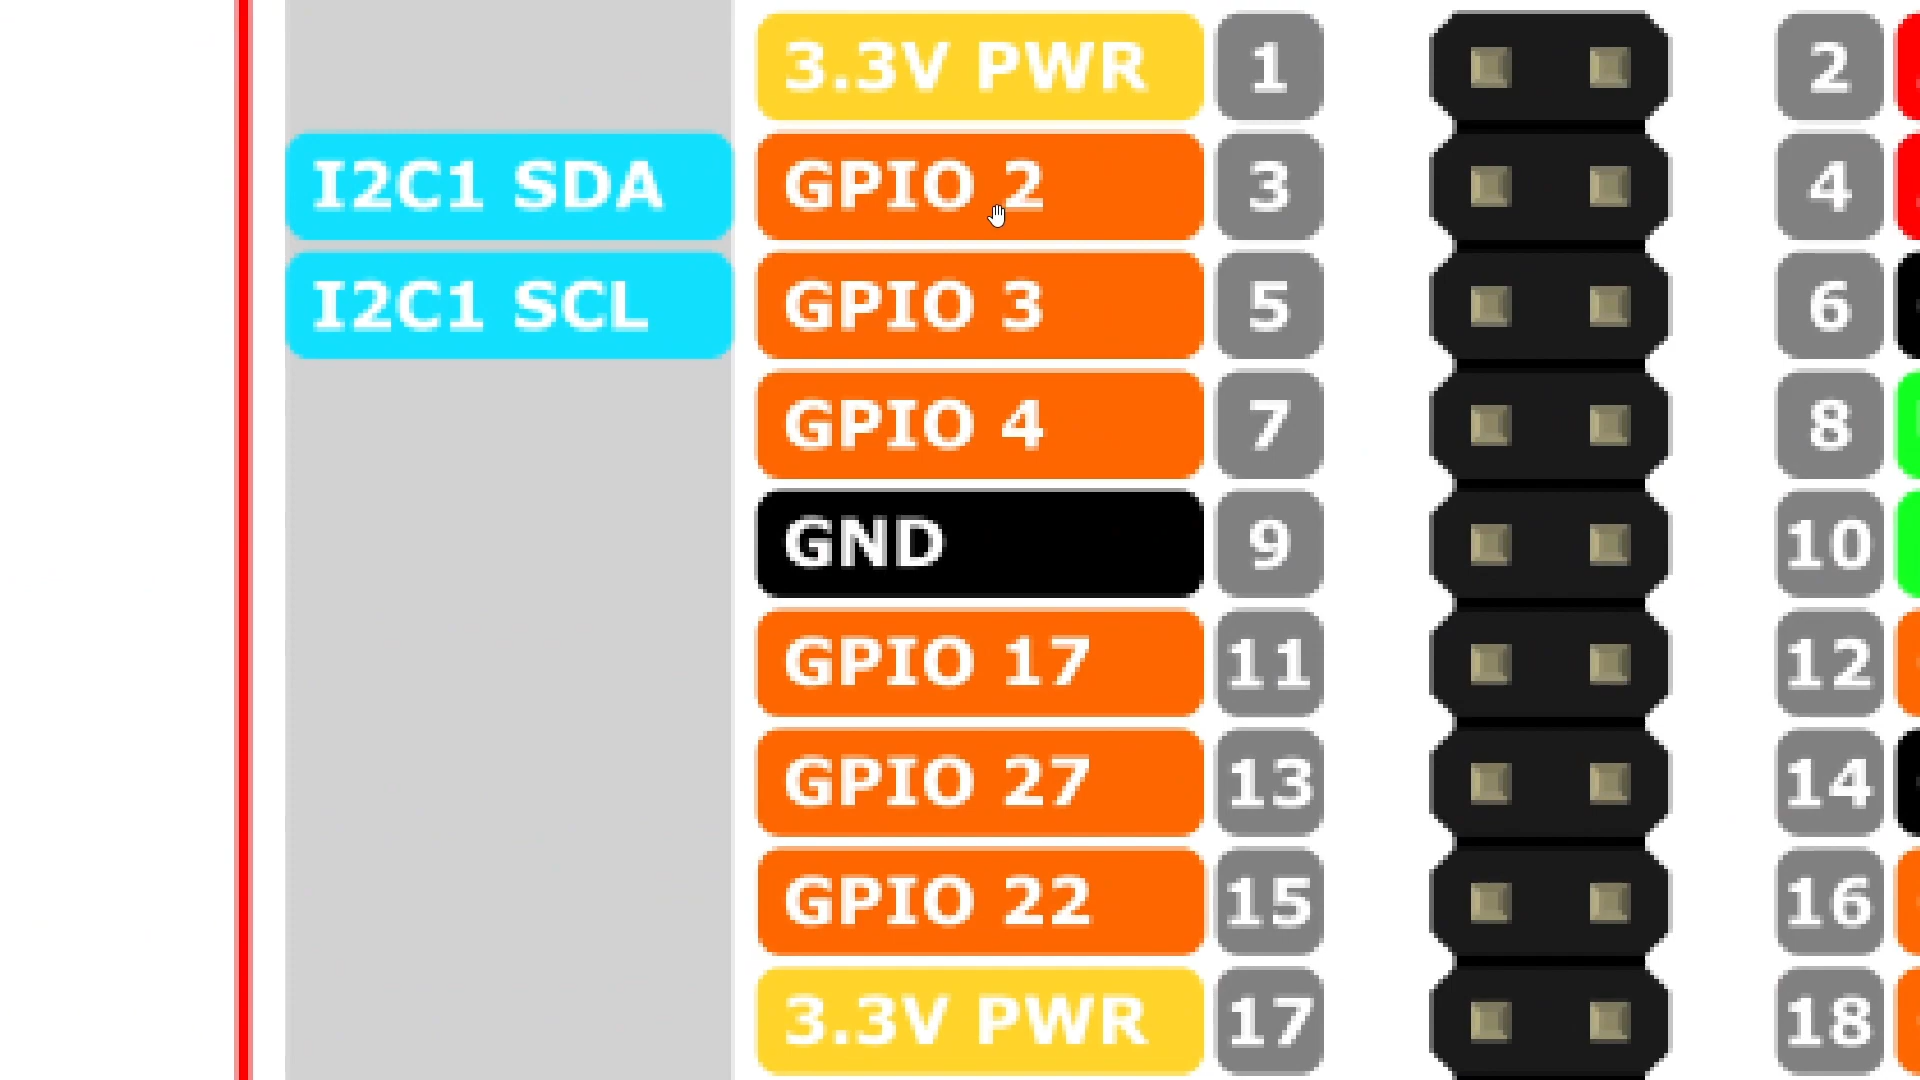 3.3V PWR 1 2
I2C1 SDA GPIO 2 3 4
I2C1 SCL GPIO 3 5 6
GPIO 4 7 8
GND 9 10
GPIO 17 11 12
GPIO 27 13 14
GPIO 22 15 16
3.3V PWR 17 18